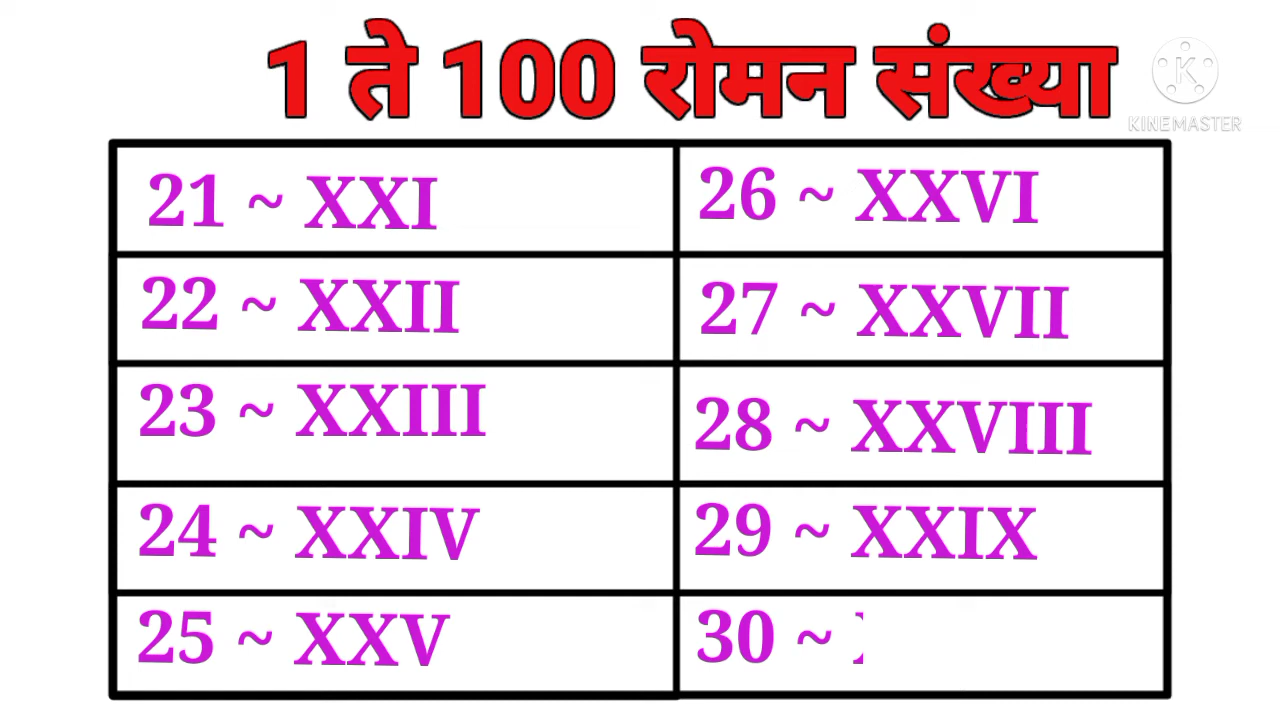 1 ते 100 रोमन संख्या
KINEMASTER
21 ~ XXI
26 ~ XXVI
22 ~ XXII
27 ~ XXVII
23 ~ XXIII
28 ~ XXVIII
24 ~ XXIV
29 ~ XXIX
25 ~ XXV
30 ~